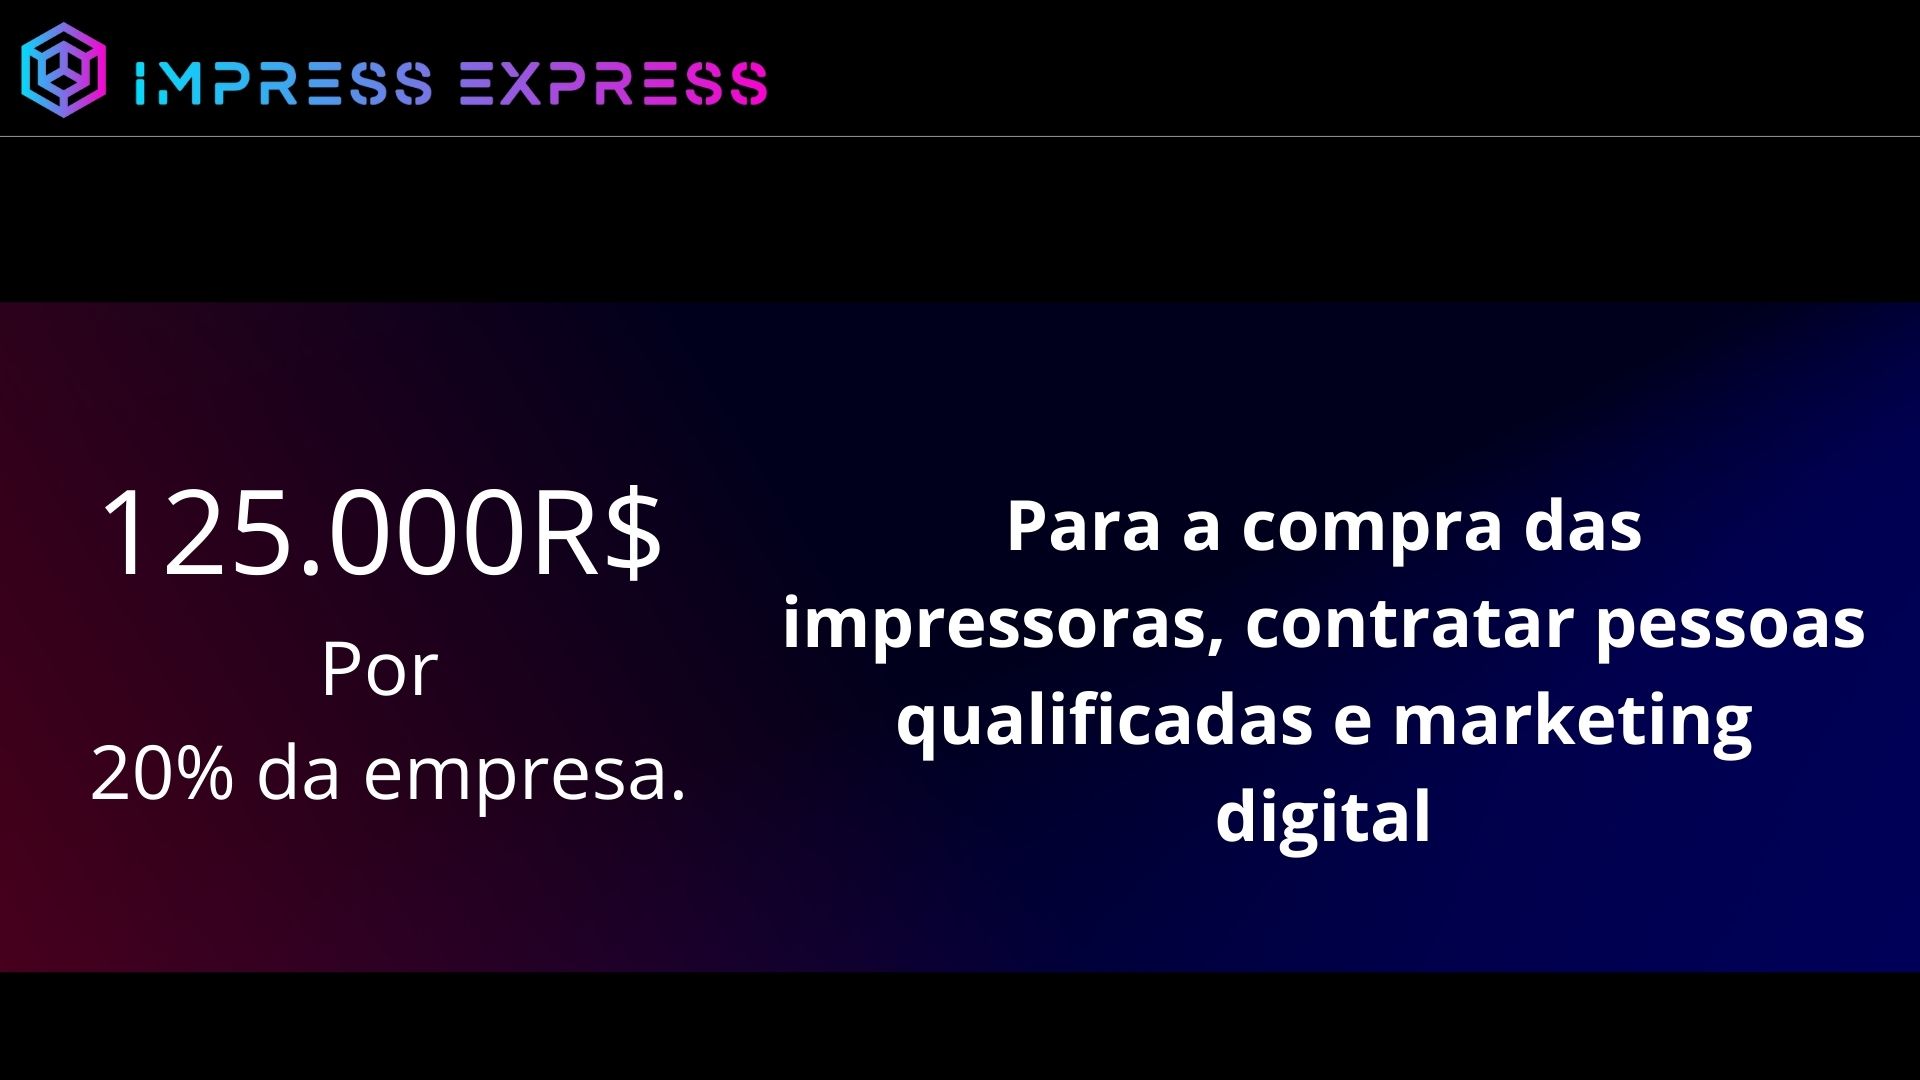 IMPRESS EXPRESS
125.000R$
Por
20% da empresa.
Para a compra das
impressoras, contratar pessoas
qualificadas e marketing
digital